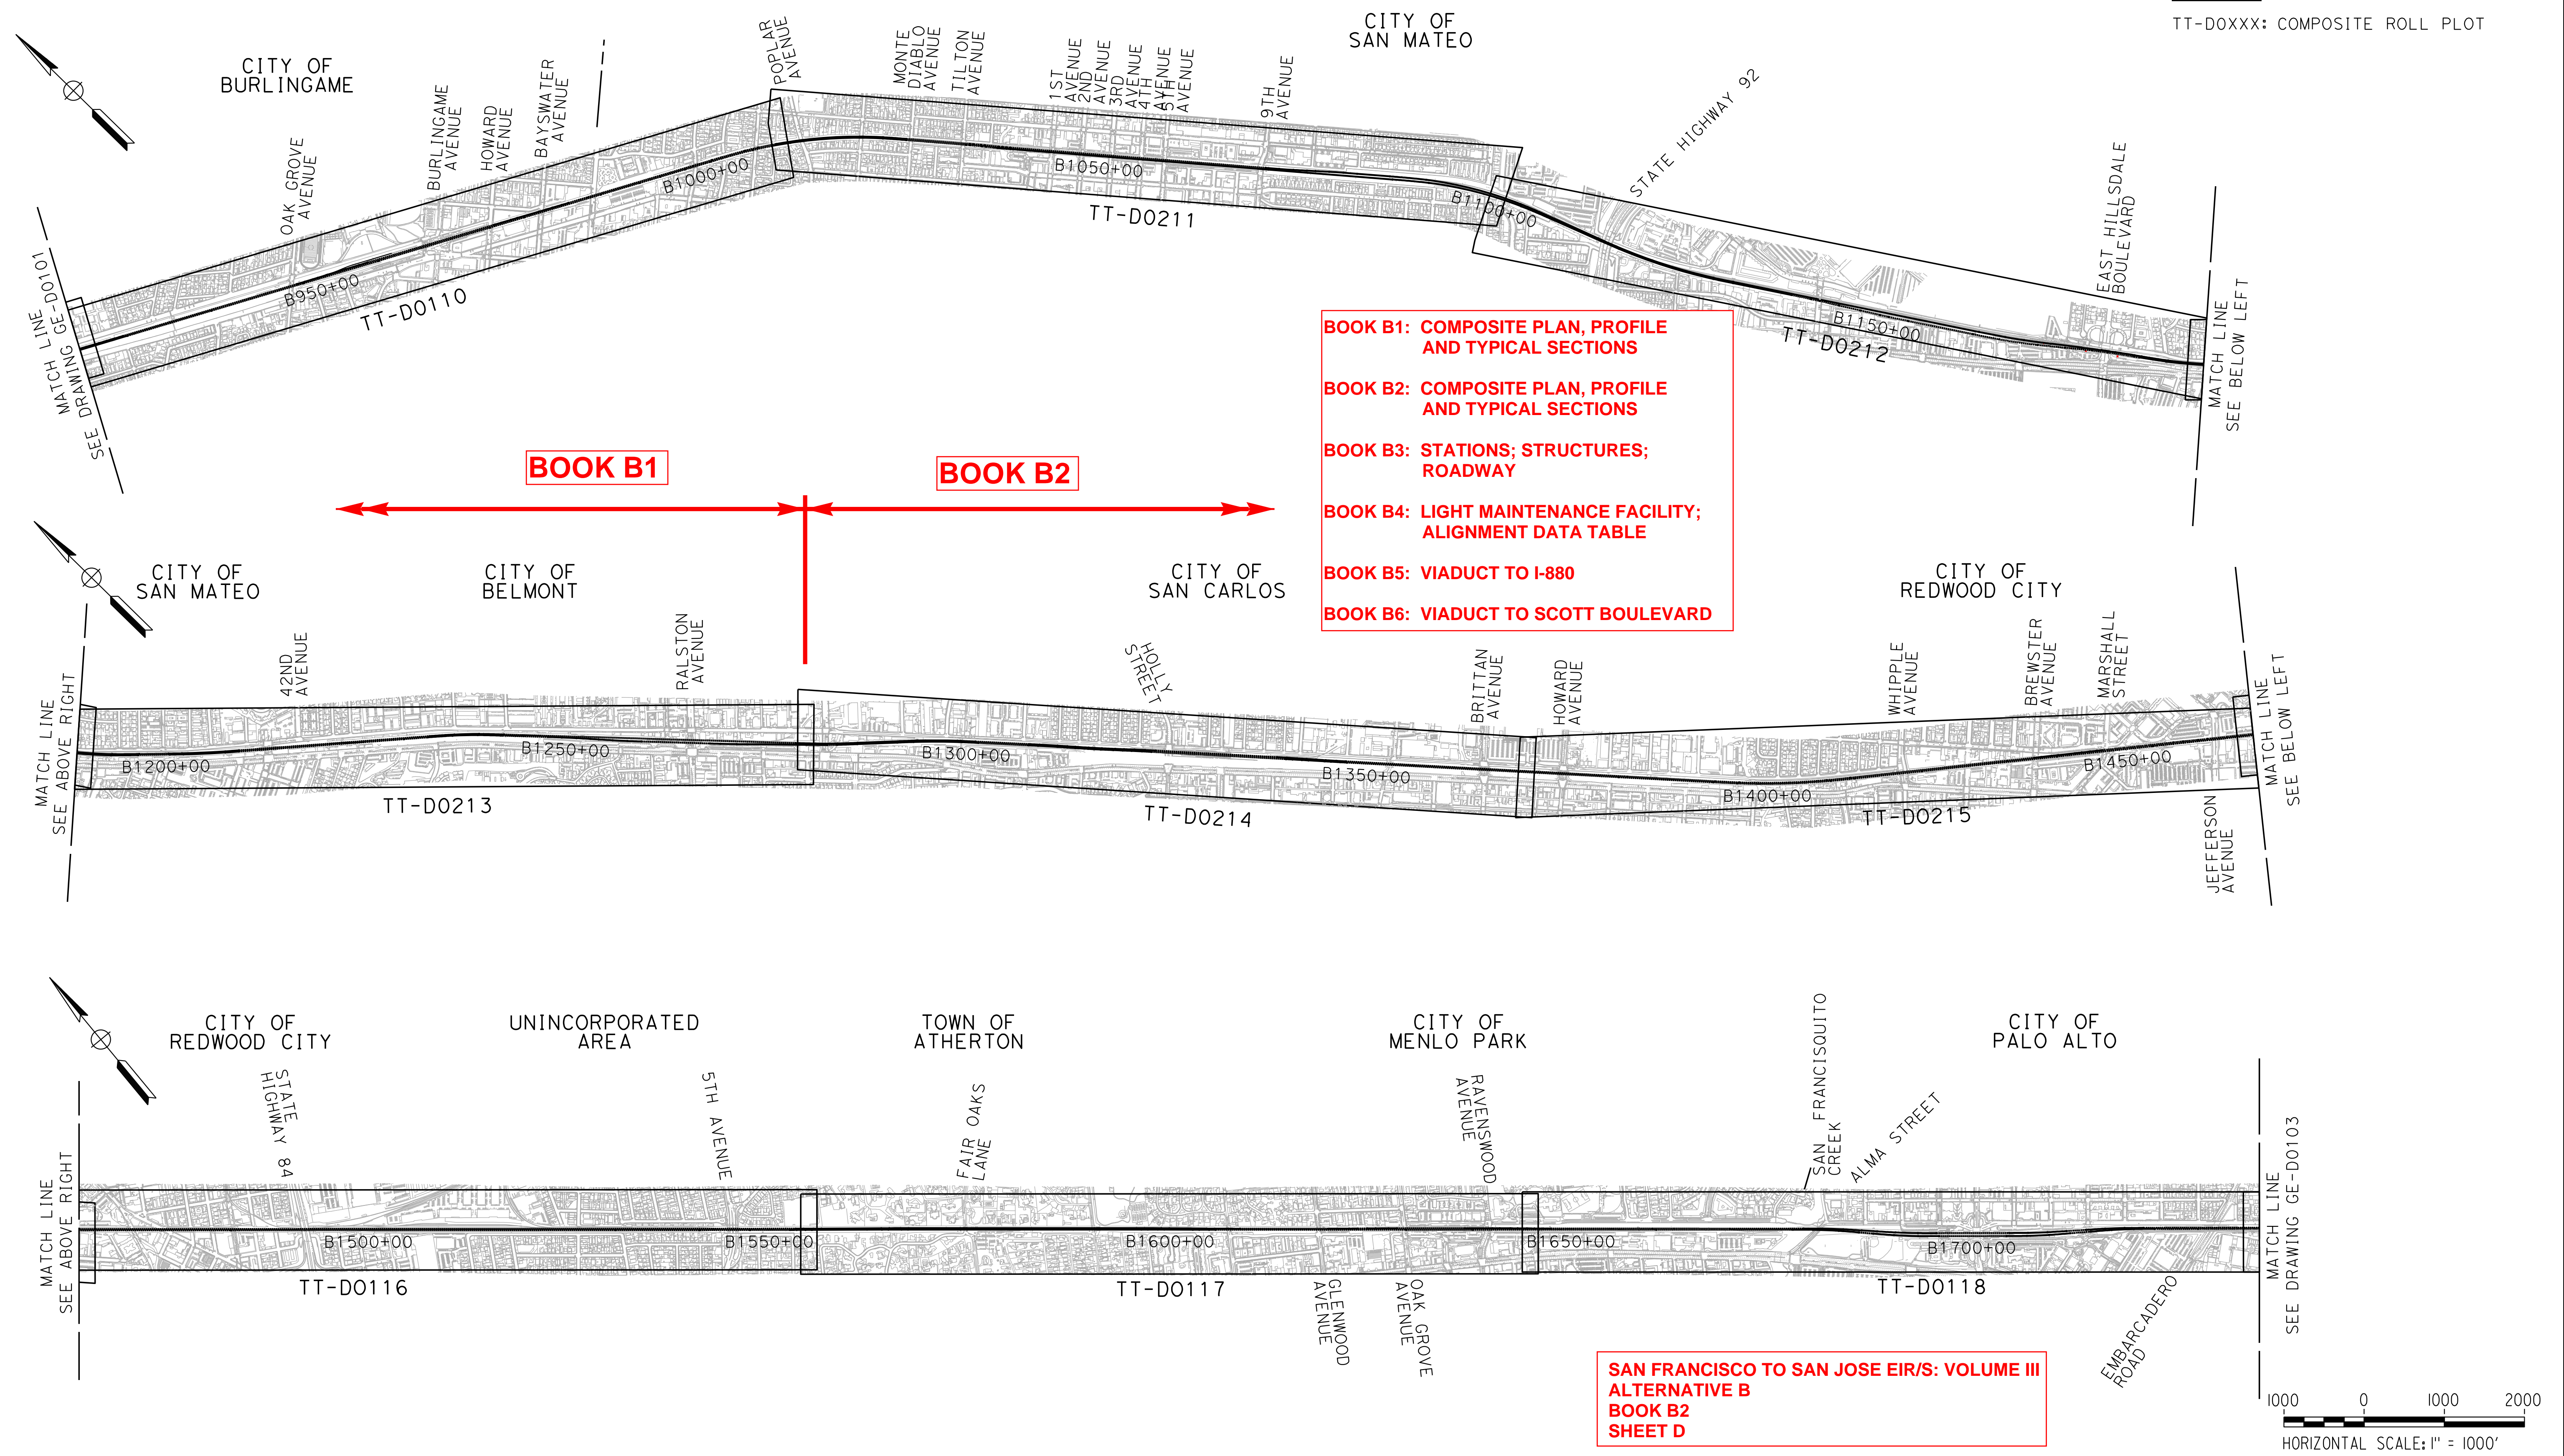 TT-D0XXX: COMPOSITE ROLL PLOT
CITY OF
BURLINGAME
CITY OF
SAN MATEO
OAK GROVE
AVENUE
BURLINGAME
AVENUE
HOWARD
AVENUE
BAYSWATER
AVENUE
POPLAR
AVENUE
MONTE
DIABLO
AVENUE
TILTON
AVENUE
1ST
AVENUE
2ND
AVENUE
3RD
AVENUE
4TH
AVENUE
5TH
AVENUE
9TH
AVENUE
STATE HIGHWAY 92
EAST HILLSDALE
BOULEVARD
MATCH LINE
SEE DRAWING GE-D0101
B950+00
B1000+00
B1050+00
B1100+00
B1150+00
TT-D0110
TT-D0211
TT-D0212
MATCH LINE
SEE BELOW LEFT
BOOK B1: COMPOSITE PLAN, PROFILE
AND TYPICAL SECTIONS
BOOK B2: COMPOSITE PLAN, PROFILE
AND TYPICAL SECTIONS
BOOK B3: STATIONS; STRUCTURES;
ROADWAY
BOOK B4: LIGHT MAINTENANCE FACILITY;
ALIGNMENT DATA TABLE
BOOK B5: VIADUCT TO I-880
BOOK B6: VIADUCT TO SCOTT BOULEVARD
BOOK B1
BOOK B2
CITY OF
SAN MATEO
CITY OF
BELMONT
CITY OF
SAN CARLOS
CITY OF
REDWOOD CITY
42ND
AVENUE
RALSTON
AVENUE
HOLLY
STREET
BRITTAN
AVENUE
HOWARD
AVENUE
WHIPPLE
AVENUE
BREWSTER
AVENUE
MARSHALL
STREET
MATCH LINE
SEE ABOVE RIGHT
B1200+00
B1250+00
B1300+00
B1350+00
B1400+00
B1450+00
TT-D0213
TT-D0214
TT-D0215
JEFFERSON
AVENUE
MATCH LINE
SEE BELOW LEFT
CITY OF
REDWOOD CITY
UNINCORPORATED
AREA
TOWN OF
ATHERTON
CITY OF
MENLO PARK
CITY OF
PALO ALTO
STATE
HIGHWAY 84
5TH AVENUE
FAIR OAKS
LANE
RAVENSWOOD
AVENUE
SAN FRANCISQUITO
CREEK
ALMA STREET
MATCH LINE
SEE ABOVE RIGHT
B1500+00
B1550+00
B1600+00
B1650+00
B1700+00
TT-D0116
TT-D0117
TT-D0118
GLENWOOD
AVENUE
OAK GROVE
AVENUE
EMBARCADERO
ROAD
MATCH LINE
SEE DRAWING GE-D0103
SAN FRANCISCO TO SAN JOSE EIR/S: VOLUME III
ALTERNATIVE B
BOOK B2
SHEET D
1000 0 1000 2000
HORIZONTAL SCALE: 1" = 1000'